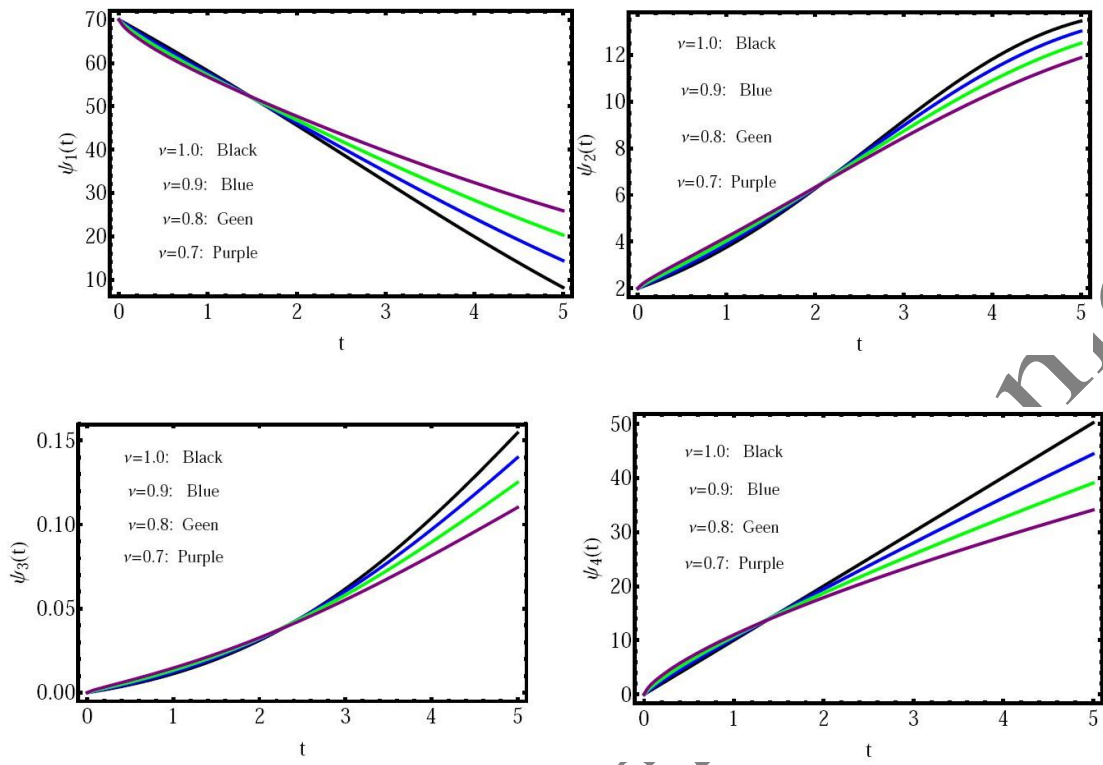 70
60
50
40
30
20
10
ψ₁(t)
ν=1.0: Black
ν=0.9: Blue
ν=0.8: Geen
ν=0.7: Purple
0 1 2 3 4 5
t
12
10
8
6
4
2
ψ₂(t)
ν=1.0: Black
ν=0.9: Blue
ν=0.8: Geen
ν=0.7: Purple
0 1 2 3 4 5
t
0.15
0.10
0.05
0.00
ψ₃(t)
ν=1.0: Black
ν=0.9: Blue
ν=0.8: Geen
ν=0.7: Purple
0 1 2 3 4 5
t
50
40
30
20
10
0
ψ₄(t)
ν=1.0: Black
ν=0.9: Blue
ν=0.8: Geen
ν=0.7: Purple
0 1 2 3 4 5
t